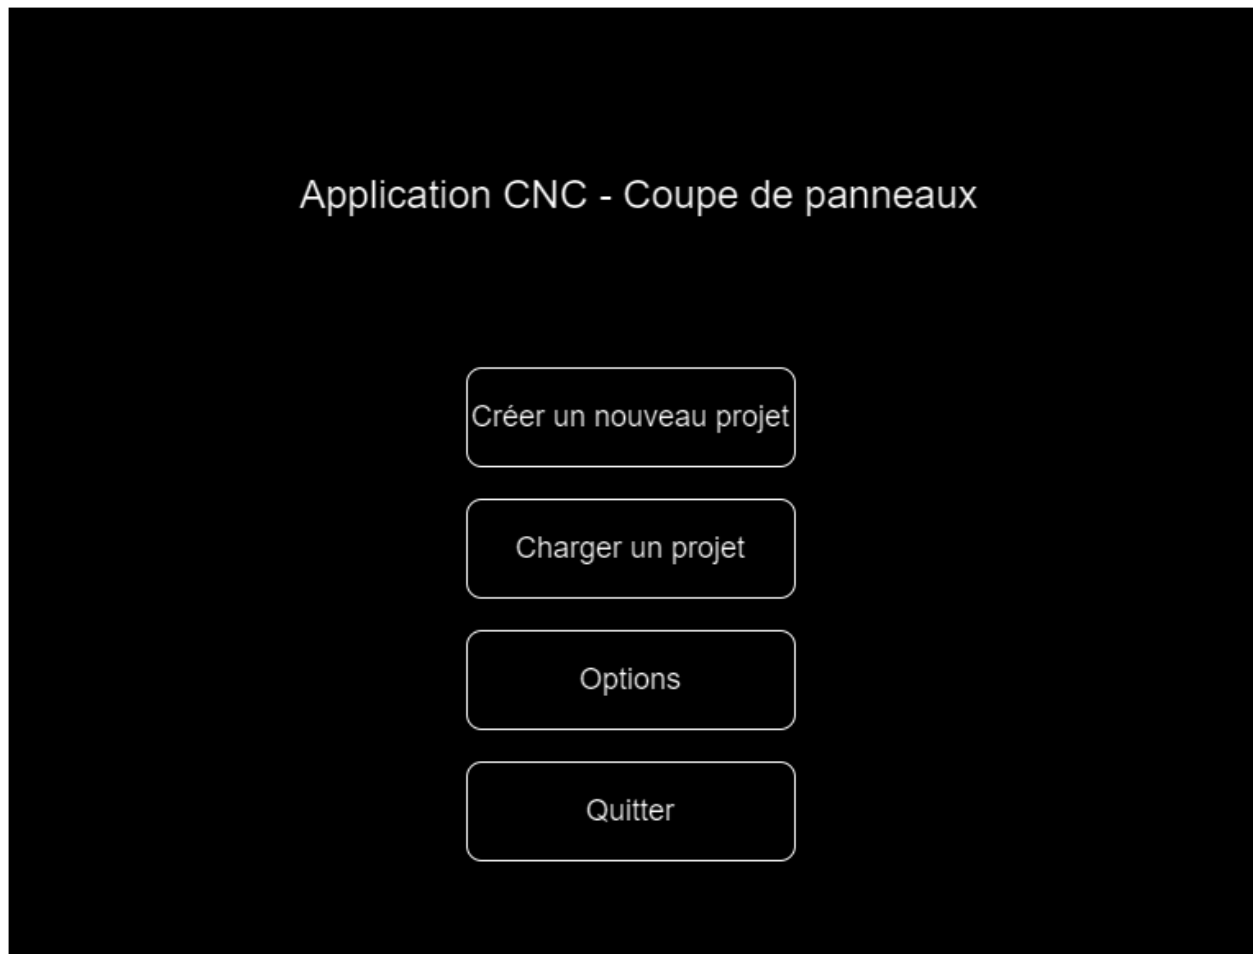 Application CNC - Coupe de panneaux
Créer un nouveau projet
Charger un projet
Options
Quitter